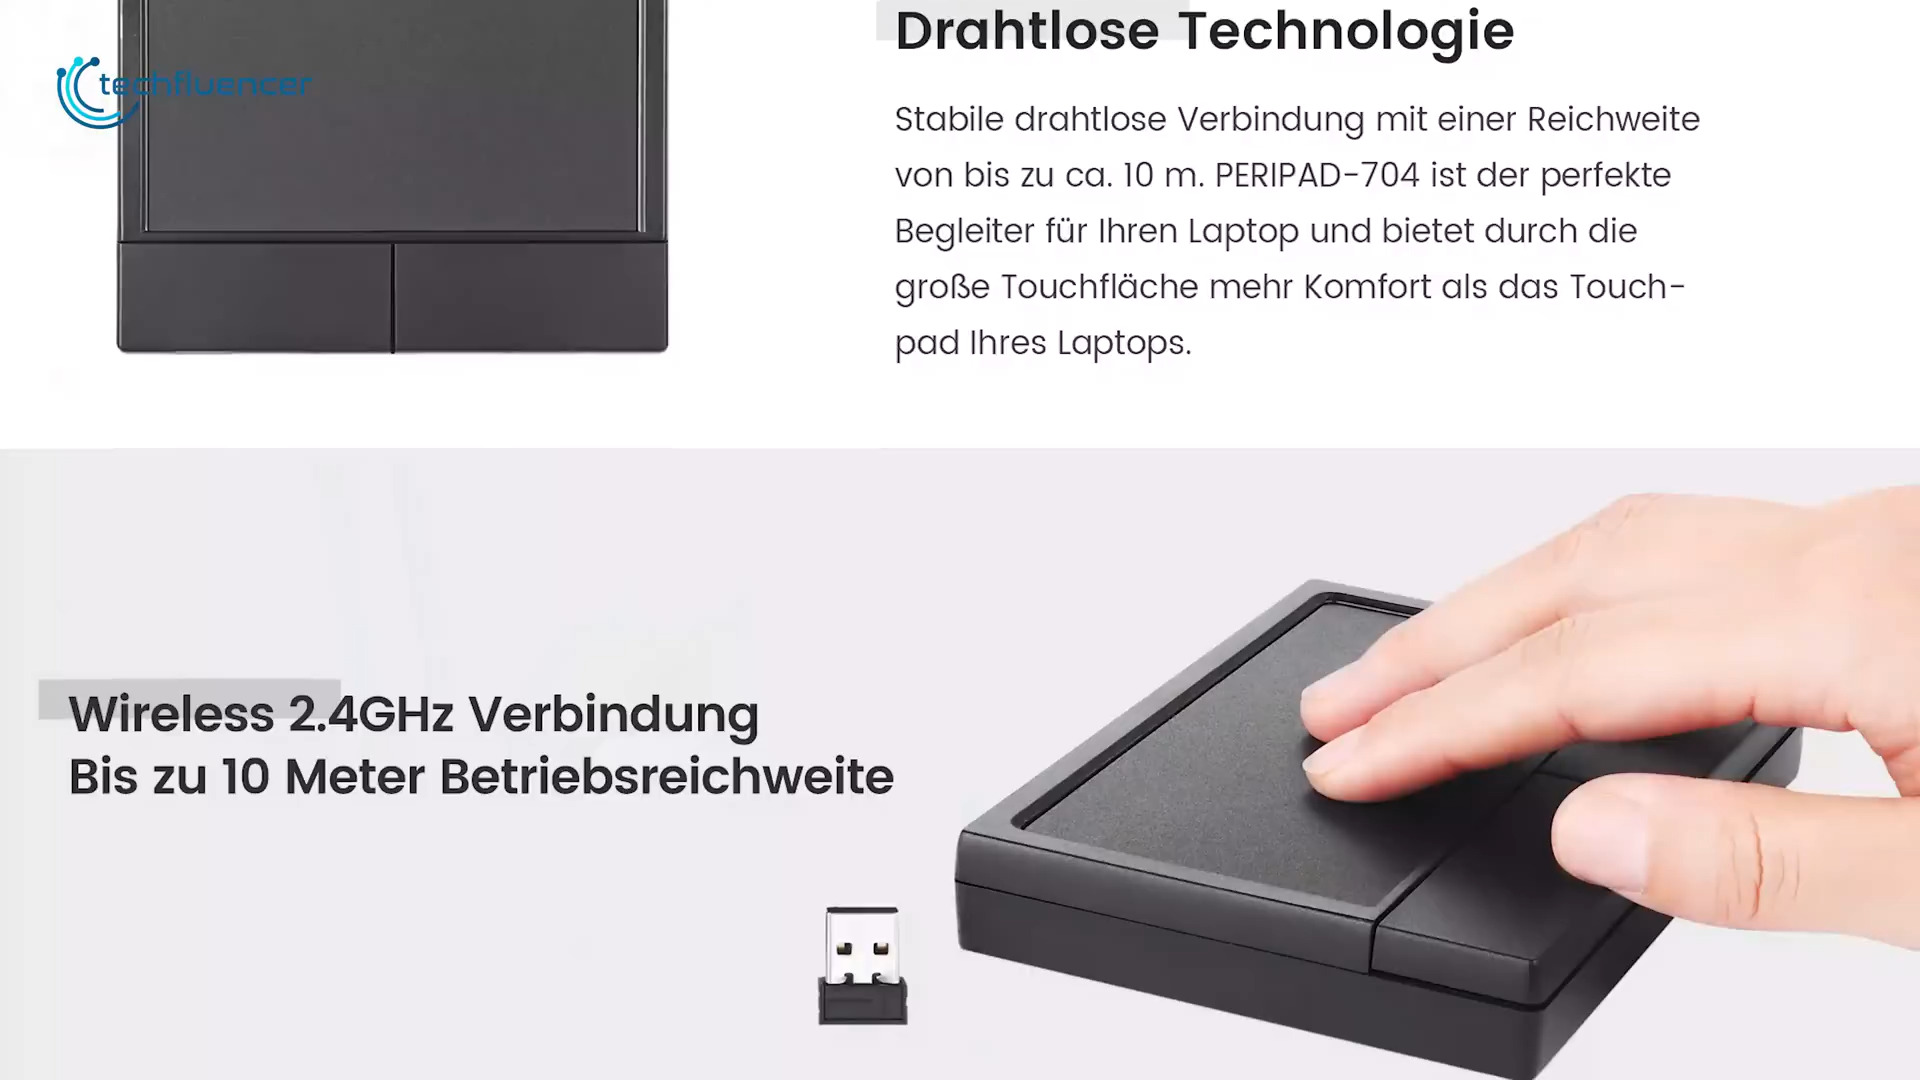 techfluencer
Drahtlose Technologie
Stabile drahtlose Verbindung mit einer Reichweite
von bis zu ca. 10 m. PERIPAD-704 ist der perfekte
Begleiter für Ihren Laptop und bietet durch die
große Touchfläche mehr Komfort als das Touch-
pad Ihres Laptops.
Wireless 2.4GHz Verbindung
Bis zu 10 Meter Betriebsreichweite